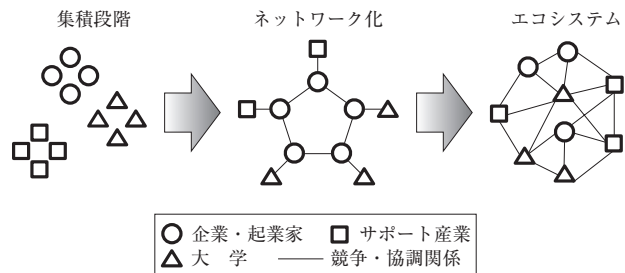 集積段階
ネットワーク化
エコシステム
企業・起業家 サポート産業
大 学 競争・協調関係